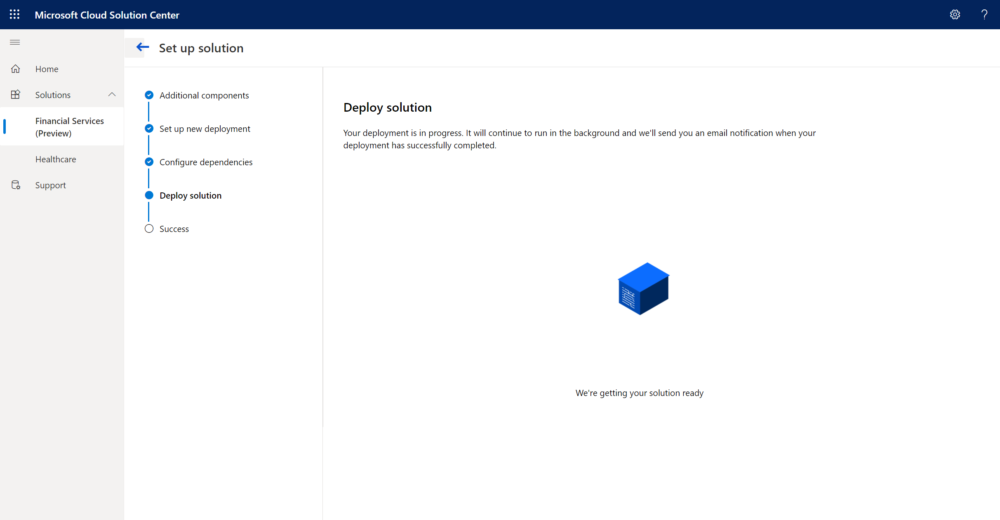 Microsoft Cloud Solution Center
?
Set up solution
Home
Solutions
Financial Services
(Preview)
Healthcare
Support
Additional components
Set up new deployment
Configure dependencies
Deploy solution
Success
Deploy solution
Your deployment is in progress. It will continue to run in the background and we'll send you an email notification when your
deployment has successfully completed.
We're getting your solution ready